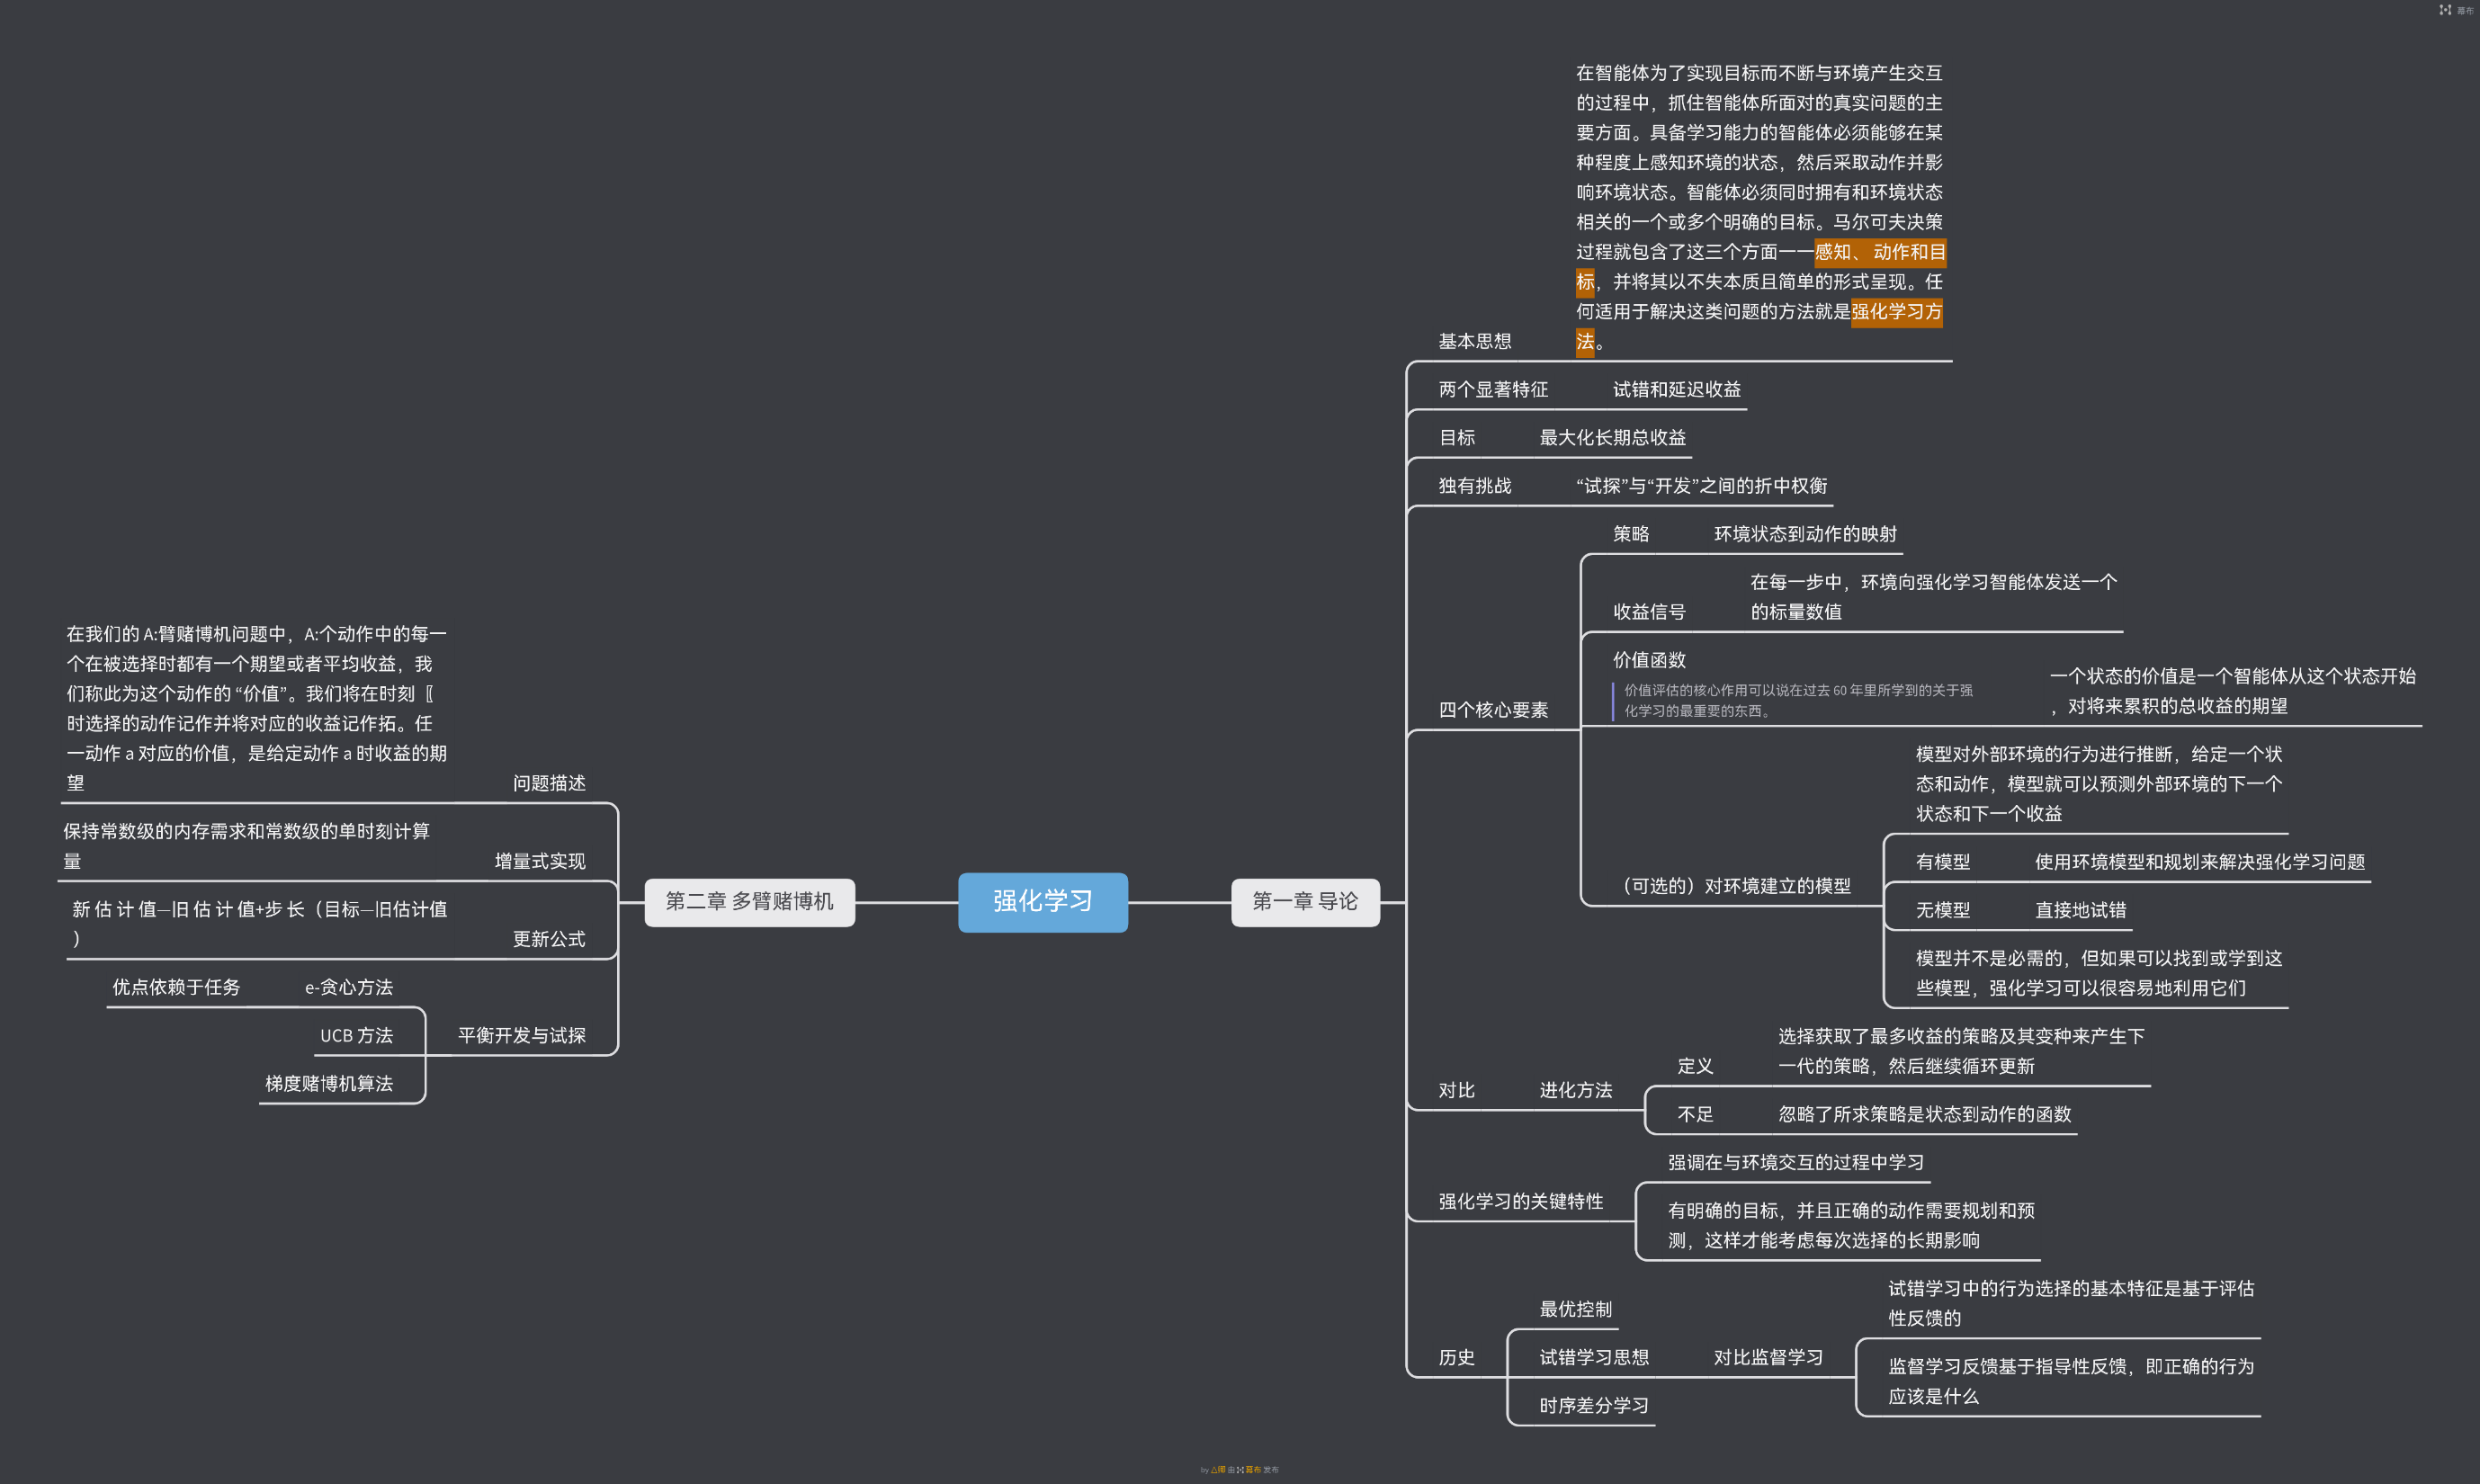 幕布
强化学习
第一章 导论
基本思想
在智能体为了实现目标而不断与环境产生交互
的过程中，抓住智能体所面对的真实问题的主
要方面。具备学习能力的智能体必须能够在某
种程度上感知环境的状态，然后采取动作并影
响环境状态。智能体必须同时拥有和环境状态
相关的一个或多个明确的目标。马尔可夫决策
过程就包含了这三个方面一一感知、 动作和目
标，并将其以不失本质且简单的形式呈现。任
何适用于解决这类问题的方法就是强化学习方
法。
两个显著特征
试错和延迟收益
目标
最大化长期总收益
独有挑战
“试探”与“开发”之间的折中权衡
四个核心要素
策略
环境状态到动作的映射
收益信号
在每一步中，环境向强化学习智能体发送一个
的标量数值
价值函数
价值评估的核心作用可以说在过去 60 年里所学到的关于强
化学习的最重要的东西。
一个状态的价值是一个智能体从这个状态开始
，对将来累积的总收益的期望
（可选的）对环境建立的模型
模型对外部环境的行为进行推断，给定一个状
态和动作，模型就可以预测外部环境的下一个
状态和下一个收益
有模型
使用环境模型和规划来解决强化学习问题
无模型
直接地试错
模型并不是必需的，但如果可以找到或学到这
些模型，强化学习可以很容易地利用它们
对比
进化方法
定义
选择获取了最多收益的策略及其变种来产生下
一代的策略，然后继续循环更新
不足
忽略了所求策略是状态到动作的函数
强化学习的关键特性
强调在与环境交互的过程中学习
有明确的目标，并且正确的动作需要规划和预
测，这样才能考虑每次选择的长期影响
历史
最优控制
试错学习思想
对比监督学习
试错学习中的行为选择的基本特征是基于评估
性反馈的
监督学习反馈基于指导性反馈，即正确的行为
应该是什么
时序差分学习
第二章 多臂赌博机
问题描述
在我们的 A:臂赌博机问题中，A:个动作中的每一
个在被选择时都有一个期望或者平均收益，我
们称此为这个动作的 “价值”。我们将在时刻〖
时选择的动作记作并将对应的收益记作拓。任
一动作 a 对应的价值，是给定动作 a 时收益的期
望
增量式实现
保持常数级的内存需求和常数级的单时刻计算
量
更新公式
新 估 计 值—旧 估 计 值+步 长（目标—旧估计值
）
平衡开发与试探
e-贪心方法
优点依赖于任务
UCB 方法
梯度赌博机算法
by △师 由 幕布 发布